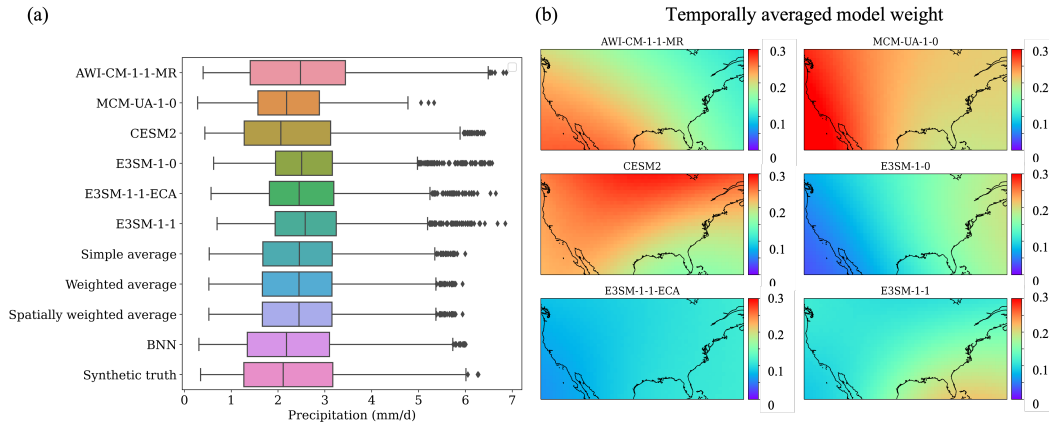 (a)
AWI-CM-1-1-MR
MCM-UA-1-0
CESM2
E3SM-1-0
E3SM-1-1-ECA
E3SM-1-1
Simple average
Weighted average
Spatially weighted average
BNN
Synthetic truth
0 1 2 3 4 5 6 7
Precipitation (mm/d)
(b)
Temporally averaged model weight
AWI-CM-1-1-MR
0.3
0.2
0.1
0
MCM-UA-1-0
0.3
0.2
0.1
0
CESM2
0.3
0.2
0.1
0
E3SM-1-0
0.3
0.2
0.1
0
E3SM-1-1-ECA
0.3
0.2
0.1
0
E3SM-1-1
0.3
0.2
0.1
0